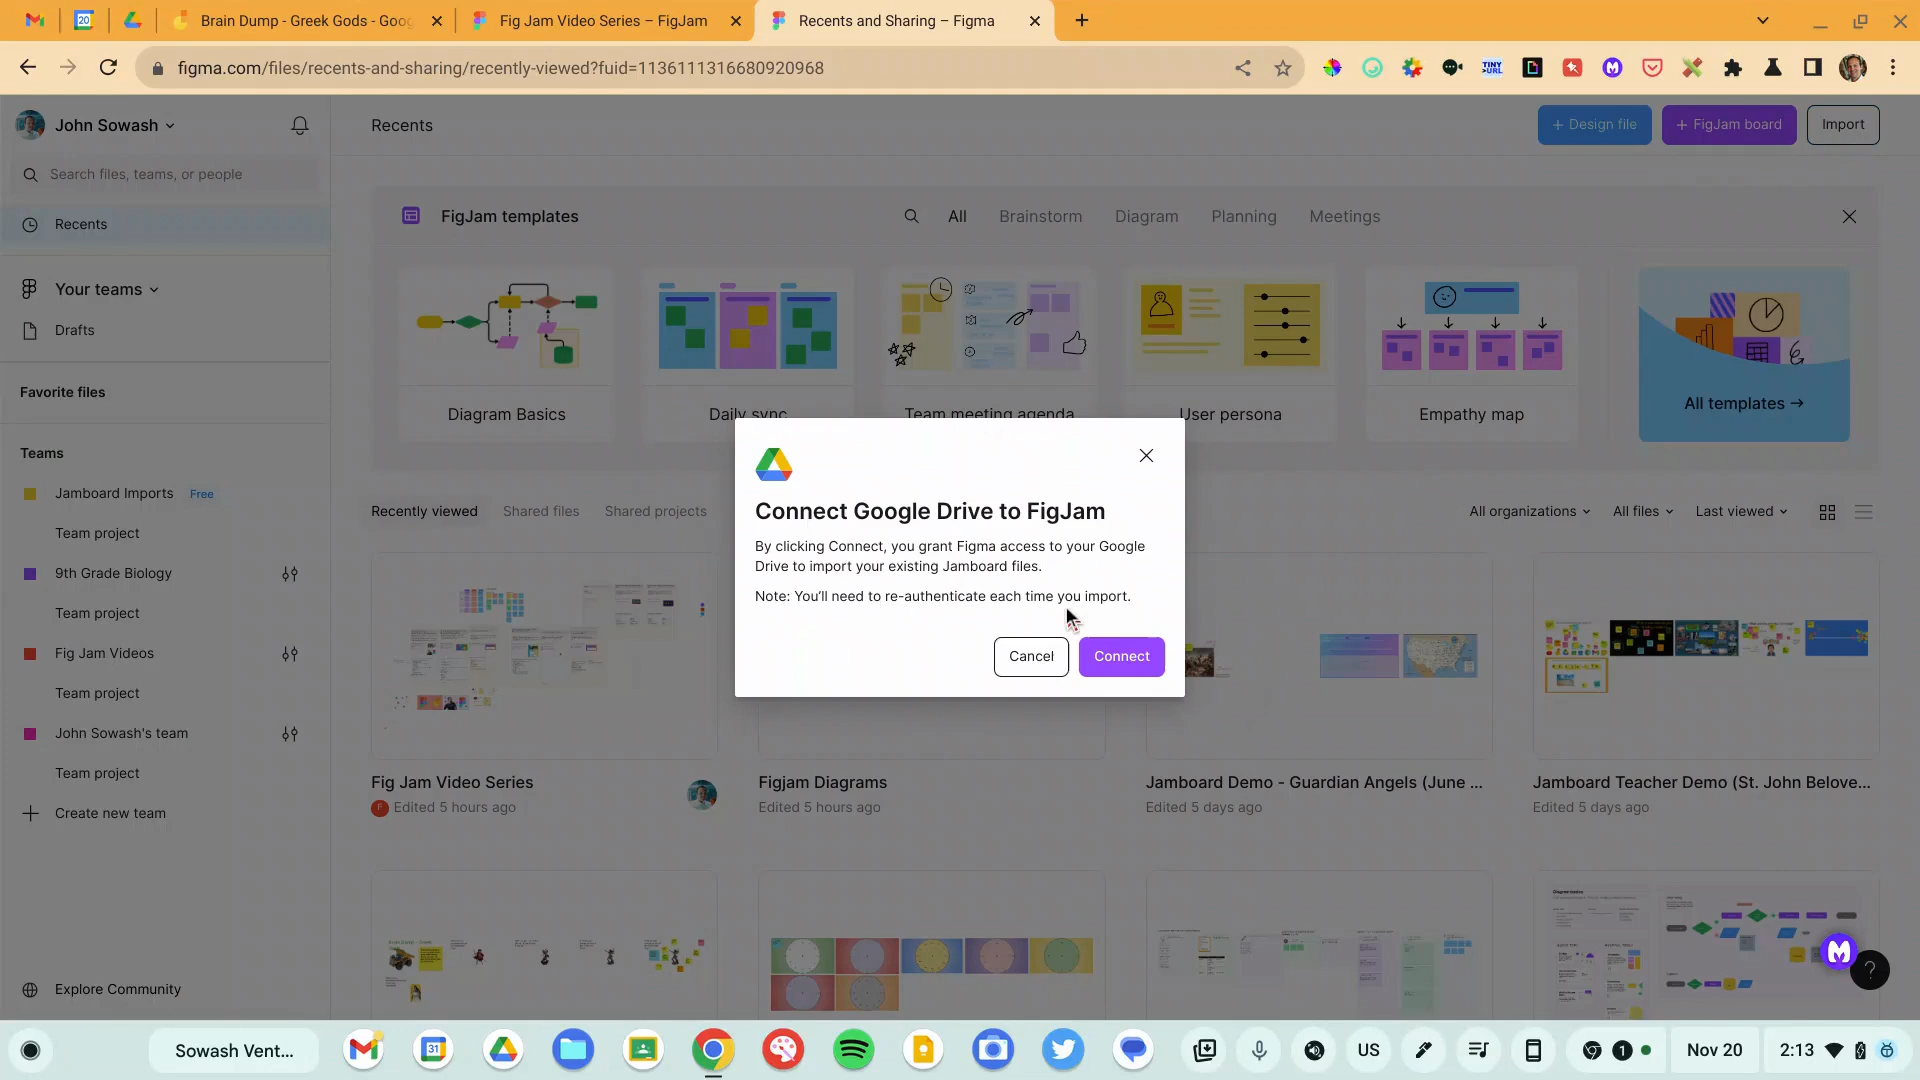 Brain Dump - Greek Gods - Goo
Fig Jam Video Series – FigJam
Recents and Sharing – Figma
figma.com/files/recents-and-sharing/recently-viewed?fuid=1136111316680920968
John Sowash
Recents
+ Design file
+ FigJam board
Import
Search files, teams, or people
Recents
FigJam templates
All
Brainstorm
Diagram
Planning
Meetings
Your teams
Drafts
Favorite files
Diagram Basics
Daily sync
Team meeting agenda
User persona
Empathy map
All templates →
Teams
Jamboard Imports Free
Team project
9th Grade Biology
Team project
Fig Jam Videos
Team project
John Sowash's team
Team project
Create new team
Explore Community
Recently viewed
Shared files
Shared projects
All organizations
All files
Last viewed
Connect Google Drive to FigJam
By clicking Connect, you grant Figma access to your Google
Drive to import your existing Jamboard files.
Note: You'll need to re-authenticate each time you import.
Cancel
Connect
Fig Jam Video Series
Edited 5 hours ago
Figjam Diagrams
Edited 5 hours ago
Jamboard Demo - Guardian Angels (June ...
Edited 5 days ago
Jamboard Teacher Demo (St. John Belove...
Edited 5 days ago
Sowash Vent...
31
US
1
Nov 20
2:13